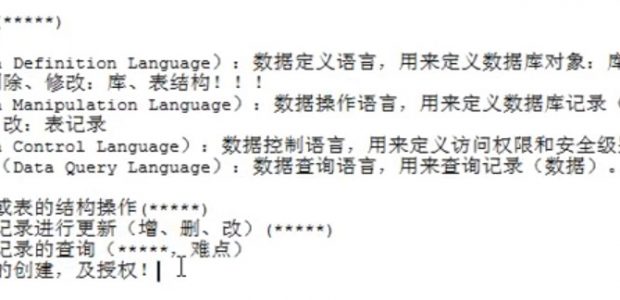 (*****)
Definition Language): 数据定义语言，用来定义数据库对象：库
除、修改：库、表结构！！！
Manipulation Language): 数据操作语言，用来定义数据库记录（
改：表记录
Control Language): 数据控制语言，用来定义访问权限和安全级
(Data Query Language): 数据查询语言，用来查询记录（数据）。
或表的结构操作(*****)
记录进行更新（增、删、改）(*****)
记录的查询（*****，难点）
的创建，及授权！